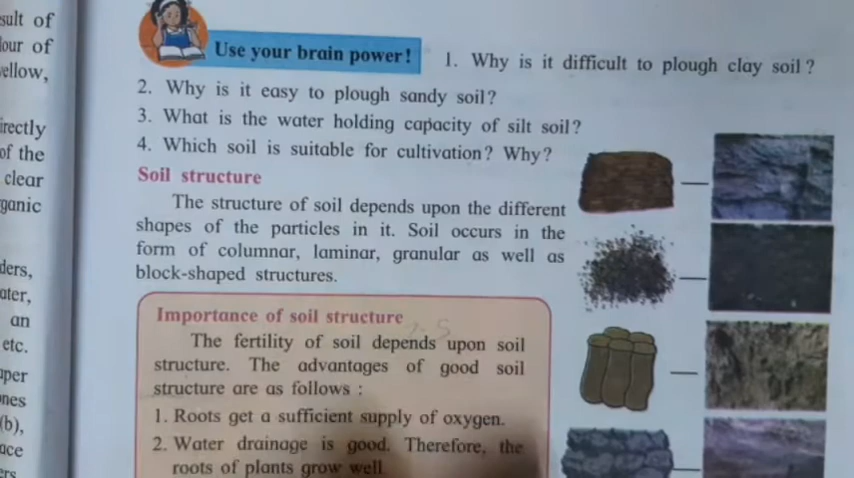 sult of
lour of
ellow,
irectly
of the
clear
ganic
ders,
ater,
an
etc.
aper
nes
(b),
ace
ers
Use your brain power!
1. Why is it difficult to plough clay soil?
2. Why is it easy to plough sandy soil?
3. What is the water holding capacity of silt soil?
4. Which soil is suitable for cultivation? Why?
Soil structure
The structure of soil depends upon the different
shapes of the particles in it. Soil occurs in the
form of columnar, laminar, granular as well as
block-shaped structures.
Importance of soil structure
The fertility of soil depends upon soil
structure. The advantages of good soil
structure are as follows :
1. Roots get a sufficient supply of oxygen.
2. Water drainage is good. Therefore, the
roots of plants grow well.